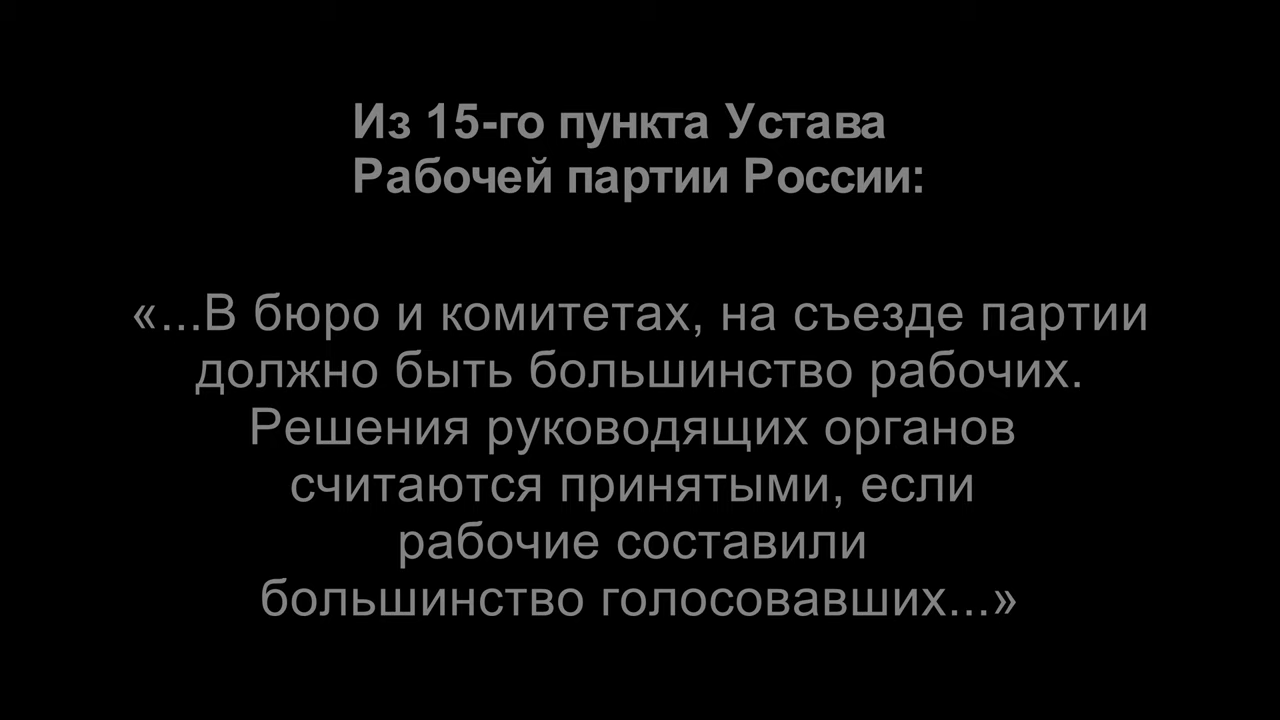 Из 15-го пункта Устава
Рабочей партии России:
«...В бюро и комитетах, на съезде партии
должно быть большинство рабочих.
Решения руководящих органов
считаются принятыми, если
рабочие составили
большинство голосовавших...»